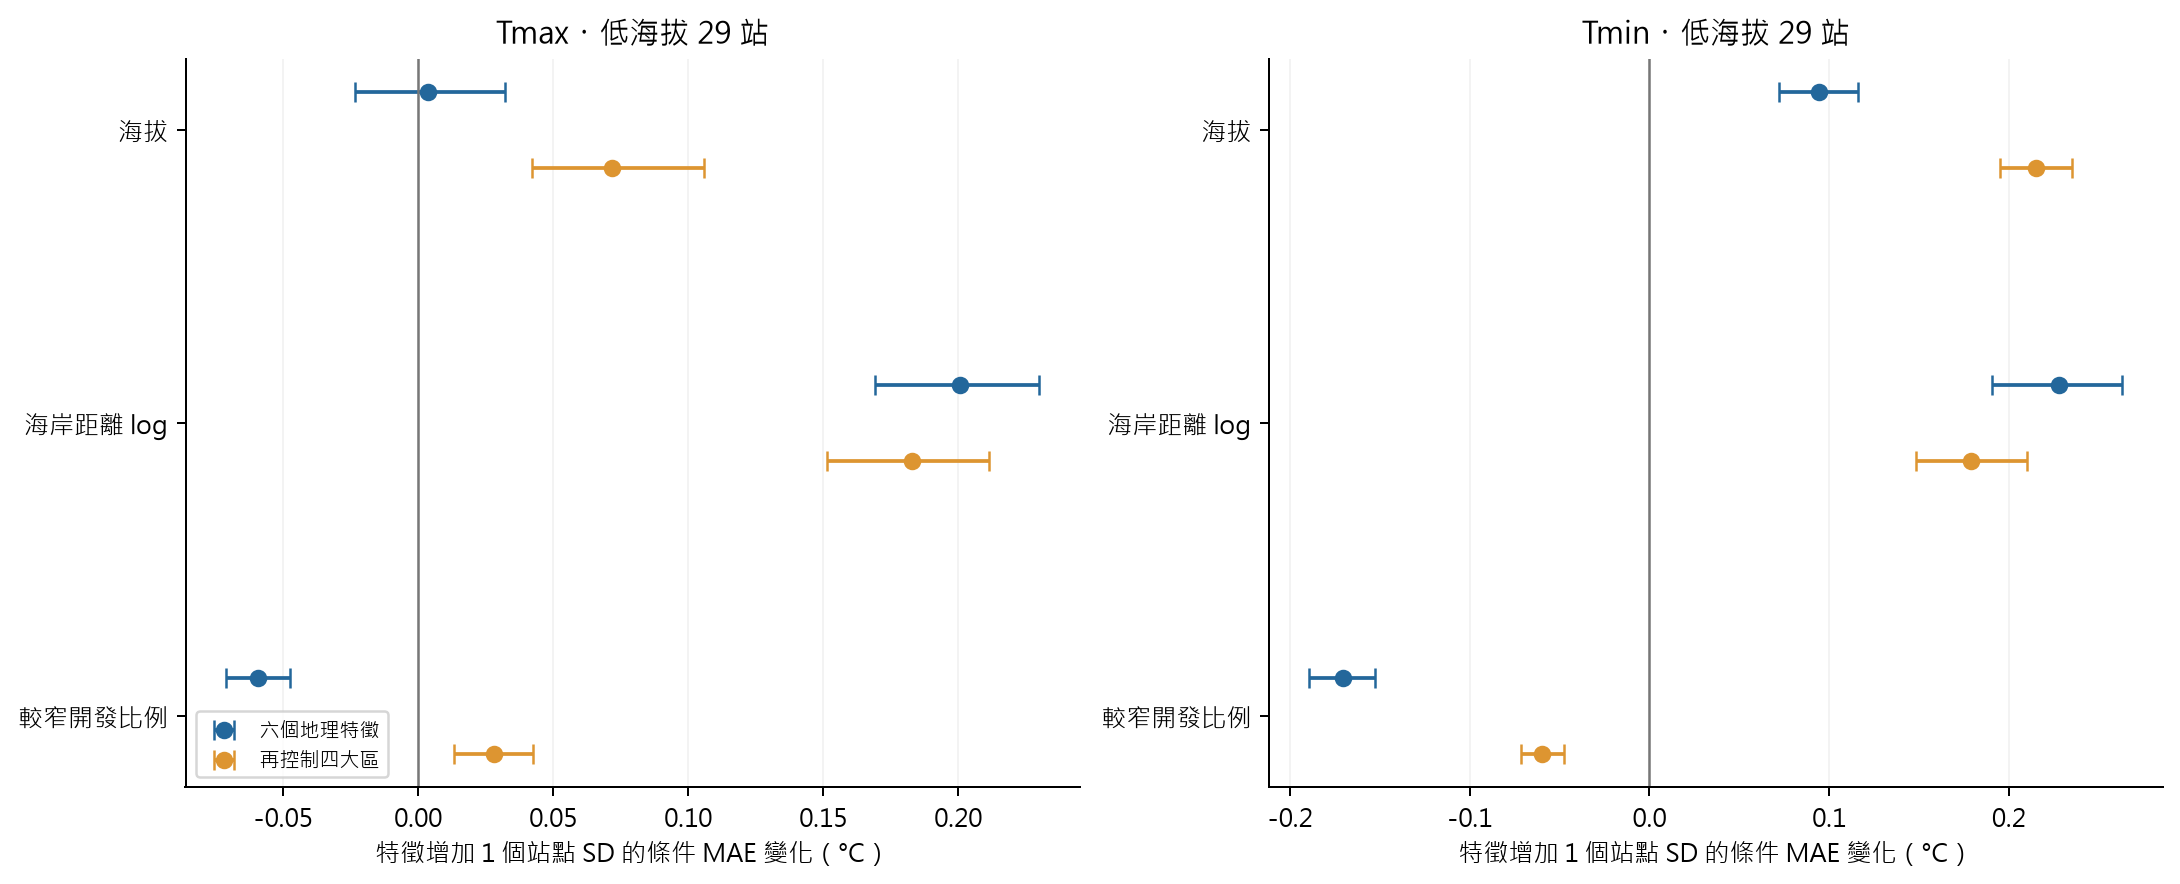 Tmax · 低海拔 29 站
海拔
海岸距離 log
較窄開發比例
六個地理特徵
再控制四大區
-0.05 0.00 0.05 0.10 0.15 0.20
特徵增加 1 個站點 SD 的條件 MAE 變化（°C）
Tmin · 低海拔 29 站
海拔
海岸距離 log
較窄開發比例
-0.2 -0.1 0.0 0.1 0.2
特徵增加 1 個站點 SD 的條件 MAE 變化（°C）